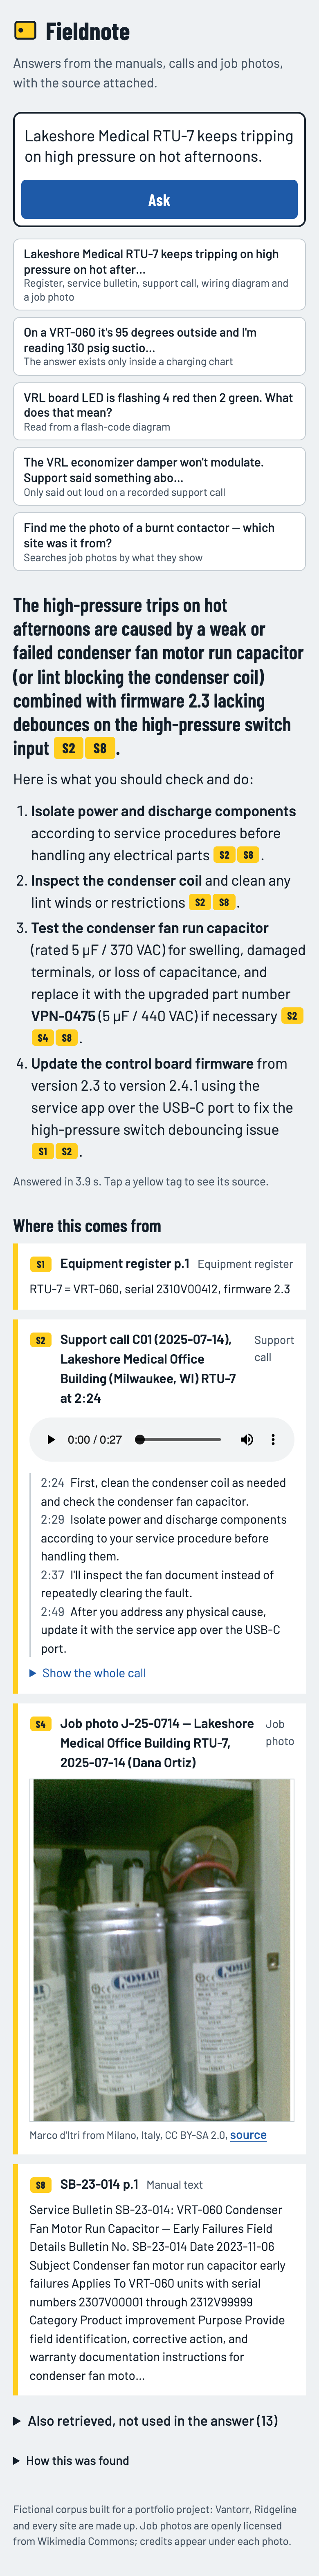 Fieldnote
Answers from the manuals, calls and job photos,
with the source attached.
Lakeshore Medical RTU-7 keeps tripping
on high pressure on hot afternoons.
Ask
Lakeshore Medical RTU-7 keeps tripping on high
pressure on hot after…
Register, service bulletin, support call, wiring diagram and
a job photo
On a VRT-060 it's 95 degrees outside and I'm
reading 130 psig suctio…
The answer exists only inside a charging chart
VRL board LED is flashing 4 red then 2 green. What
does that mean?
Read from a flash-code diagram
The VRL economizer damper won't modulate.
Support said something abo…
Only said out loud on a recorded support call
Find me the photo of a burnt contactor — which
site was it from?
Searches job photos by what they show
The high-pressure trips on hot
afternoons are caused by a weak or
failed condenser fan motor run capacitor
(or lint blocking the condenser coil)
combined with firmware 2.3 lacking
debounces on the high-pressure switch
input S2 S8 .
Here is what you should check and do:
1. Isolate power and discharge components
according to service procedures before
handling any electrical parts S2 S8 .
2. Inspect the condenser coil and clean any
lint winds or restrictions S2 S8 .
3. Test the condenser fan run capacitor
(rated 5 µF / 370 VAC) for swelling, damaged
terminals, or loss of capacitance, and
replace it with the upgraded part number
VPN-0475 (5 µF / 440 VAC) if necessary S2
S4 S8 .
4. Update the control board firmware from
version 2.3 to version 2.4.1 using the
service app over the USB-C port to fix the
high-pressure switch debouncing issue
S1 S2 .
Answered in 3.9 s. Tap a yellow tag to see its source.
Where this comes from
S1 Equipment register p.1 Equipment register
RTU-7 = VRT-060, serial 2310V00412, firmware 2.3
S2 Support call C01 (2025-07-14), Support
Lakeshore Medical Office call
Building (Milwaukee, WI) RTU-7
at 2:24
0:00 / 0:27
2:24 First, clean the condenser coil as needed
and check the condenser fan capacitor.
2:29 Isolate power and discharge components
according to your service procedure before
handling them.
2:37 I'll inspect the fan document instead of
repeatedly clearing the fault.
2:49 After you address any physical cause,
update it with the service app over the USB-C
port.
Show the whole call
S4 Job photo J-25-0714 — Lakeshore Job
Medical Office Building RTU-7, photo
2025-07-14 (Dana Ortiz)
Marco d'Itri from Milano, Italy, CC BY-SA 2.0, source
S8 SB-23-014 p.1 Manual text
Service Bulletin SB-23-014: VRT-060 Condenser
Fan Motor Run Capacitor — Early Failures Field
Details Bulletin No. SB-23-014 Date 2023-11-06
Subject Condenser fan motor run capacitor early
failures Applies To VRT-060 units with serial
numbers 2307V00001 through 2312V99999
Category Product improvement Purpose Provide
field identification, corrective action, and
warranty documentation instructions for
condenser fan moto…
Also retrieved, not used in the answer (13)
How this was found
Fictional corpus built for a portfolio project: Vantorr, Ridgeline
and every site are made up. Job photos are openly licensed
from Wikimedia Commons; credits appear under each photo.